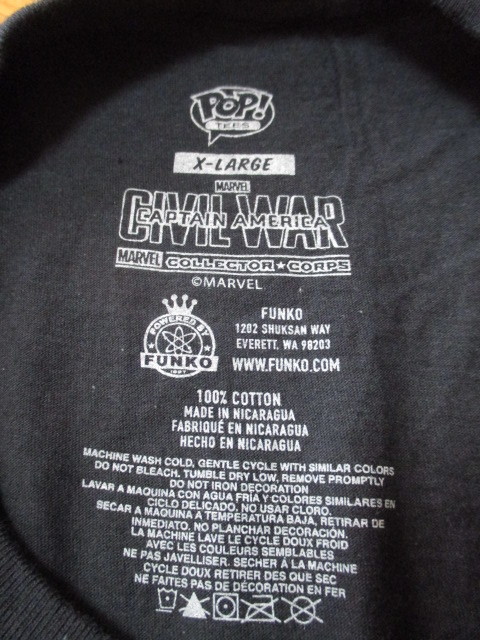 POP!
TEES
X-LARGE
MARVEL
CAPTAIN AMERICA
CIVIL WAR
MARVEL COLLECTOR★CORPS
©MARVEL
POWERED BY
FUNKO
1997
FUNKO
1202 SHUKSAN WAY
EVERETT, WA 98203
WWW.FUNKO.COM
100% COTTON
MADE IN NICARAGUA
FABRIQUÉ EN NICARAGUA
HECHO EN NICARAGUA
MACHINE WASH COLD, GENTLE CYCLE WITH SIMILAR COLORS
DO NOT BLEACH. TUMBLE DRY LOW, REMOVE PROMPTLY
DO NOT IRON DECORATION
LAVAR A MAQUINA CON AGUA FRÍA Y COLORES SIMILARES EN
CICLO DELICADO. NO USAR CLORO.
SECAR A MÁQUINA A TEMPERATURA BAJA, RETIRAR DE
INMEDIATO. NO PLANCHAR DECORACIÓN.
LA MACHINE LAVE LE CYCLE DOUX FROID
AVEC LES COULEURS SEMBLABLES
NE PAS JAVELLISER. SECHER À LA MACHINE
CYCLE DOUX RETIRER DES QUE SEC
NE FAITES PAS DE DÉCORATION EN FER